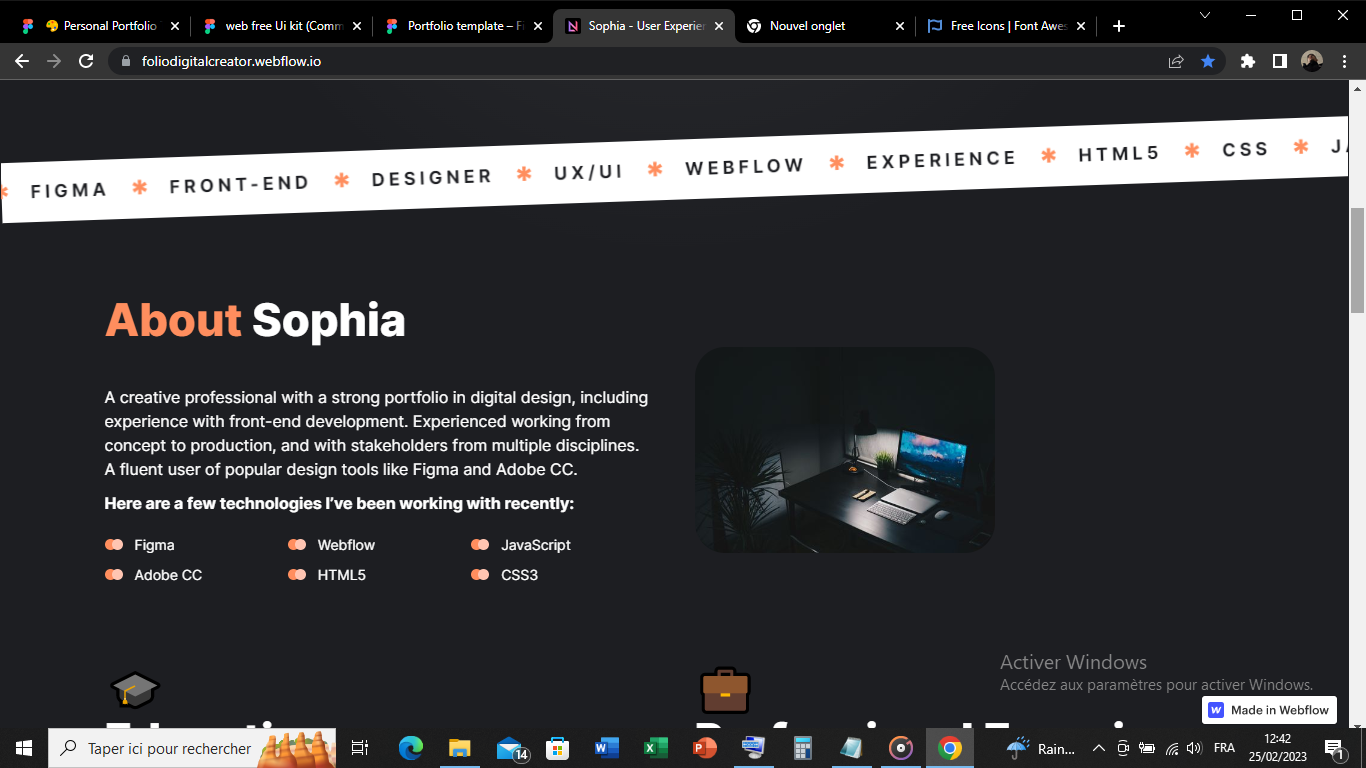 Personal Portfolio
web free Ui kit (Comm
Portfolio template – Fi
Sophia - User Experien
Nouvel onglet
Free Icons | Font Awes
foliodigitalcreator.webflow.io
FIGMA * FRONT-END * DESIGNER * UX/UI * WEBFLOW * EXPERIENCE * HTML5 * CSS * JA
About Sophia
A creative professional with a strong portfolio in digital design, including
experience with front-end development. Experienced working from
concept to production, and with stakeholders from multiple disciplines.
A fluent user of popular design tools like Figma and Adobe CC.
Here are a few technologies I’ve been working with recently:
Figma Webflow JavaScript
Adobe CC HTML5 CSS3
Activer Windows
Accédez aux paramètres pour activer Windows.
Made in Webflow
Taper ici pour rechercher
14
Rain...
FRA
12:42
25/02/2023
1